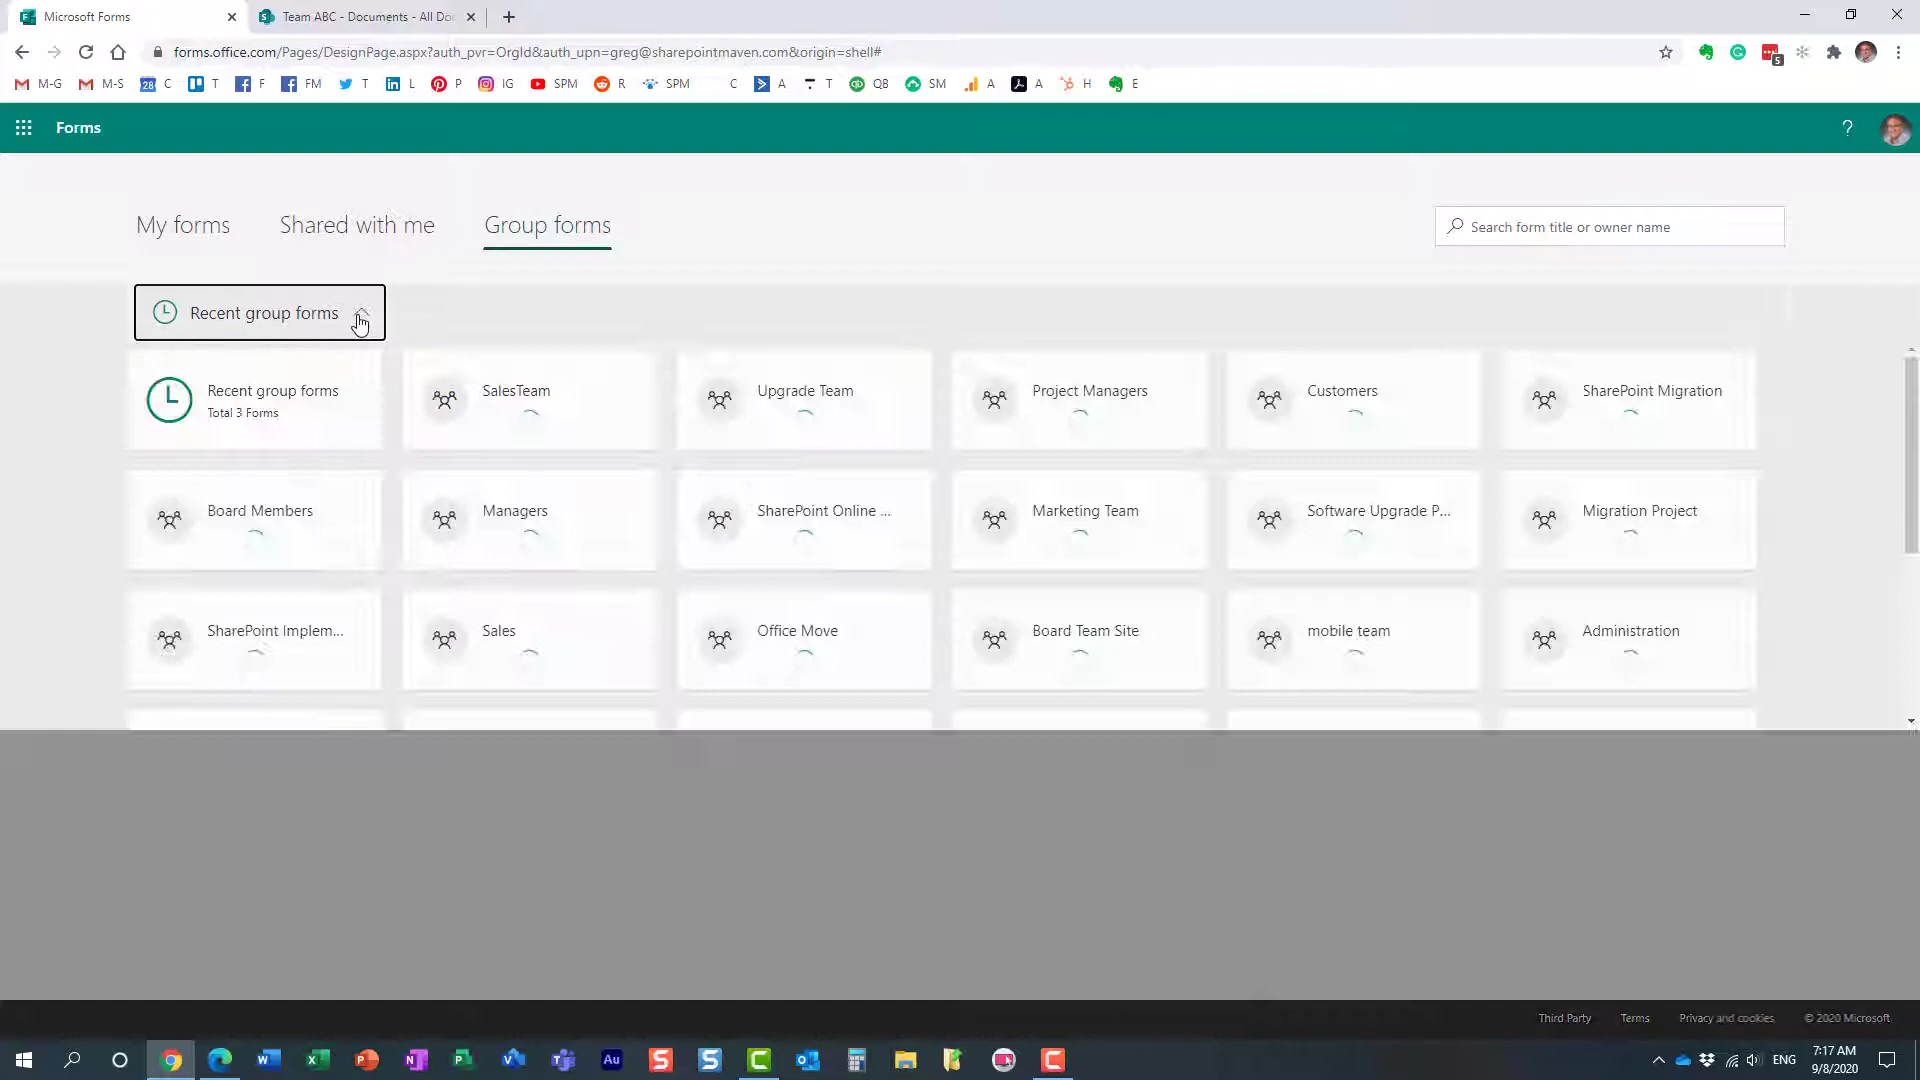 Microsoft Forms
Team ABC - Documents - All Do
forms.office.com/Pages/DesignPage.aspx?auth_pvr=OrgId&auth_upn=greg@sharepointmaven.com&origin=shell#
5
M-G M-S 28 C T F FM T L P IG SPM R SPM C A T QB SM A A H E
Forms
?
My forms Shared with me Group forms
Search form title or owner name
Recent group forms
Recent group forms
Total 3 Forms
SalesTeam
Upgrade Team
Project Managers
Customers
SharePoint Migration
Board Members
Managers
SharePoint Online ...
Marketing Team
Software Upgrade P...
Migration Project
SharePoint Implem...
Sales
Office Move
Board Team Site
mobile team
Administration
Third Party Terms Privacy and cookies © 2020 Microsoft
Au
ENG
7:17 AM
9/8/2020